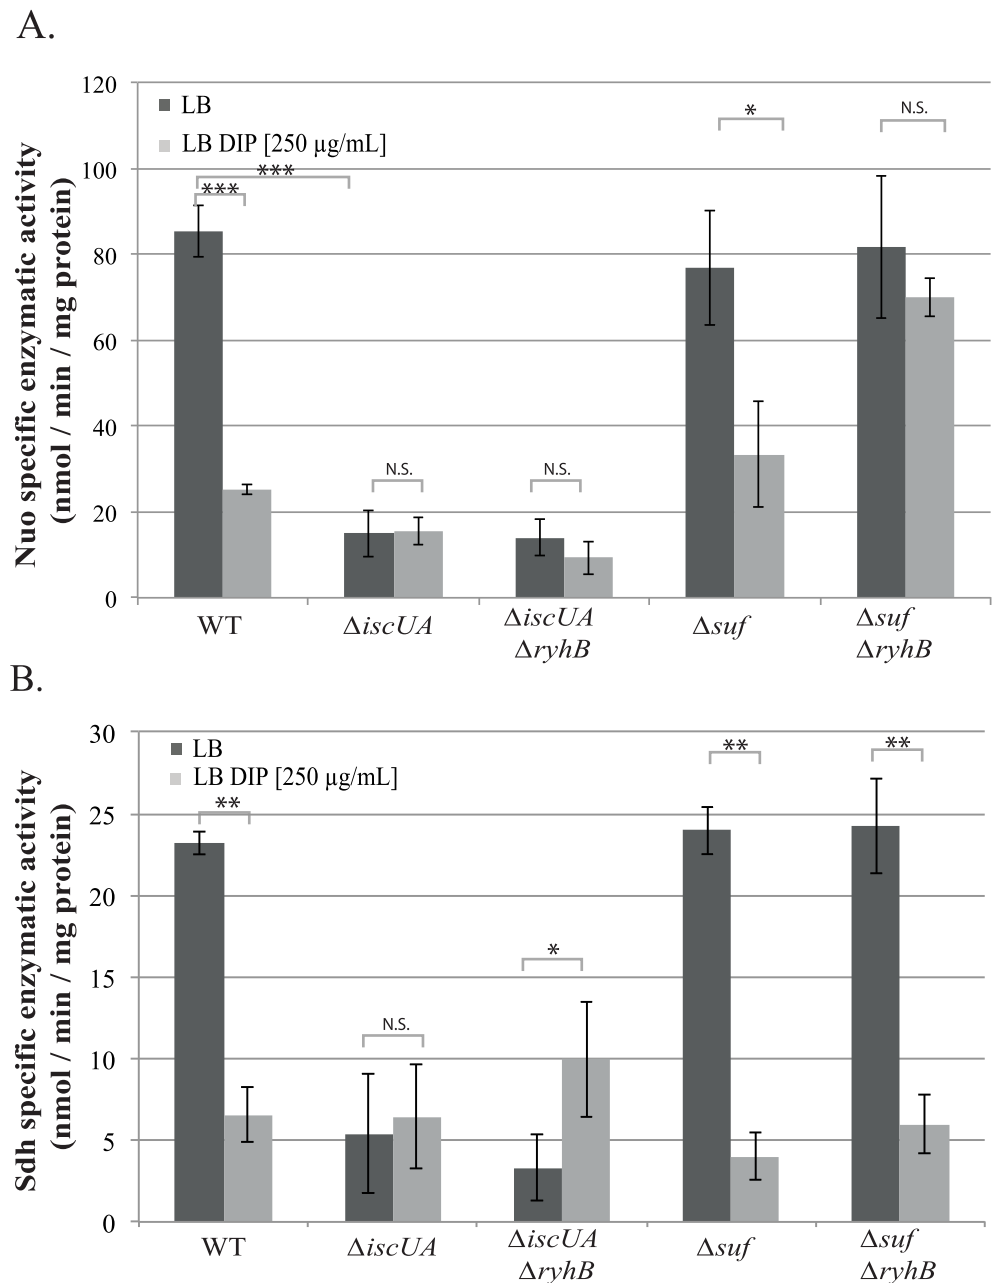 A.
Nuo specific enzymatic activity
(nmol / min / mg protein)
120
100
80
60
40
20
0
LB
LB DIP [250 µg/mL]
***
***
N.S.
N.S.
*
N.S.
WT
ΔiscUA
ΔiscUA
ΔryhB
Δsuf
Δsuf
ΔryhB
B.
Sdh specific enzymatic activity
(nmol / min / mg protein)
30
25
20
15
10
5
0
LB
LB DIP [250 µg/mL]
**
N.S.
*
**
**
WT
ΔiscUA
ΔiscUA
ΔryhB
Δsuf
Δsuf
ΔryhB